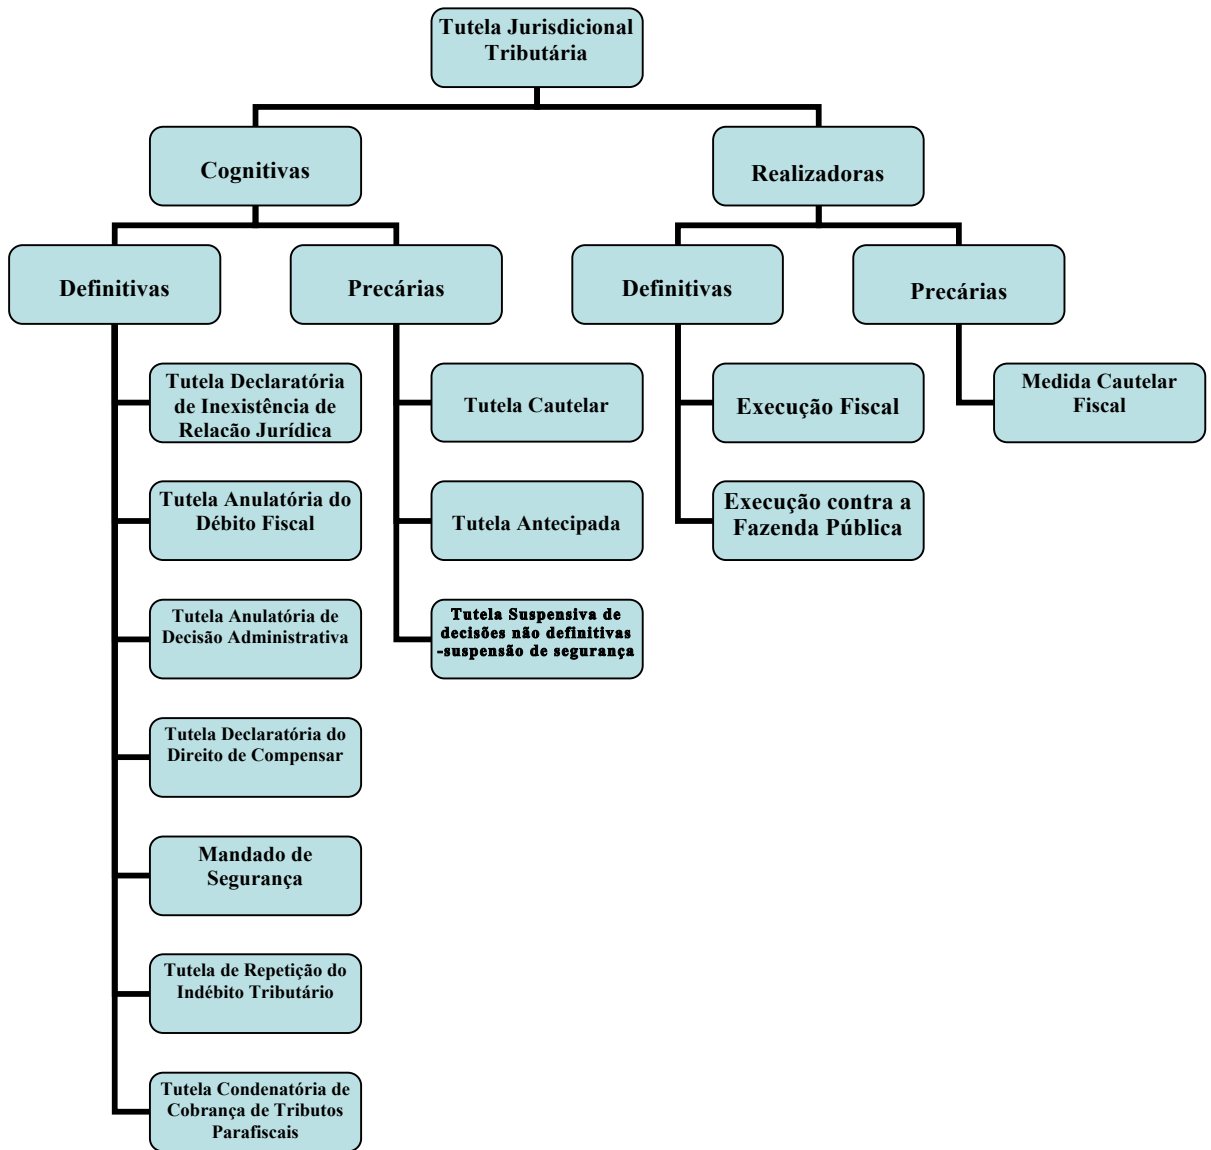 Tutela Jurisdicional
Tributária
Cognitivas
Realizadoras
Definitivas
Precárias
Definitivas
Precárias
Tutela Declaratória
de Inexistência de
Relacão Jurídica
Tutela Cautelar
Execução Fiscal
Medida Cautelar
Fiscal
Tutela Anulatória do
Débito Fiscal
Tutela Antecipada
Execução contra a
Fazenda Pública
Tutela Anulatória de
Decisão Administrativa
Tutela Suspensiva de
decisões não definitivas
-suspensão de segurança
Tutela Declaratória do
Direito de Compensar
Mandado de
Segurança
Tutela de Repetição do
Indébito Tributário
Tutela Condenatória de
Cobrança de Tributos
Parafiscais